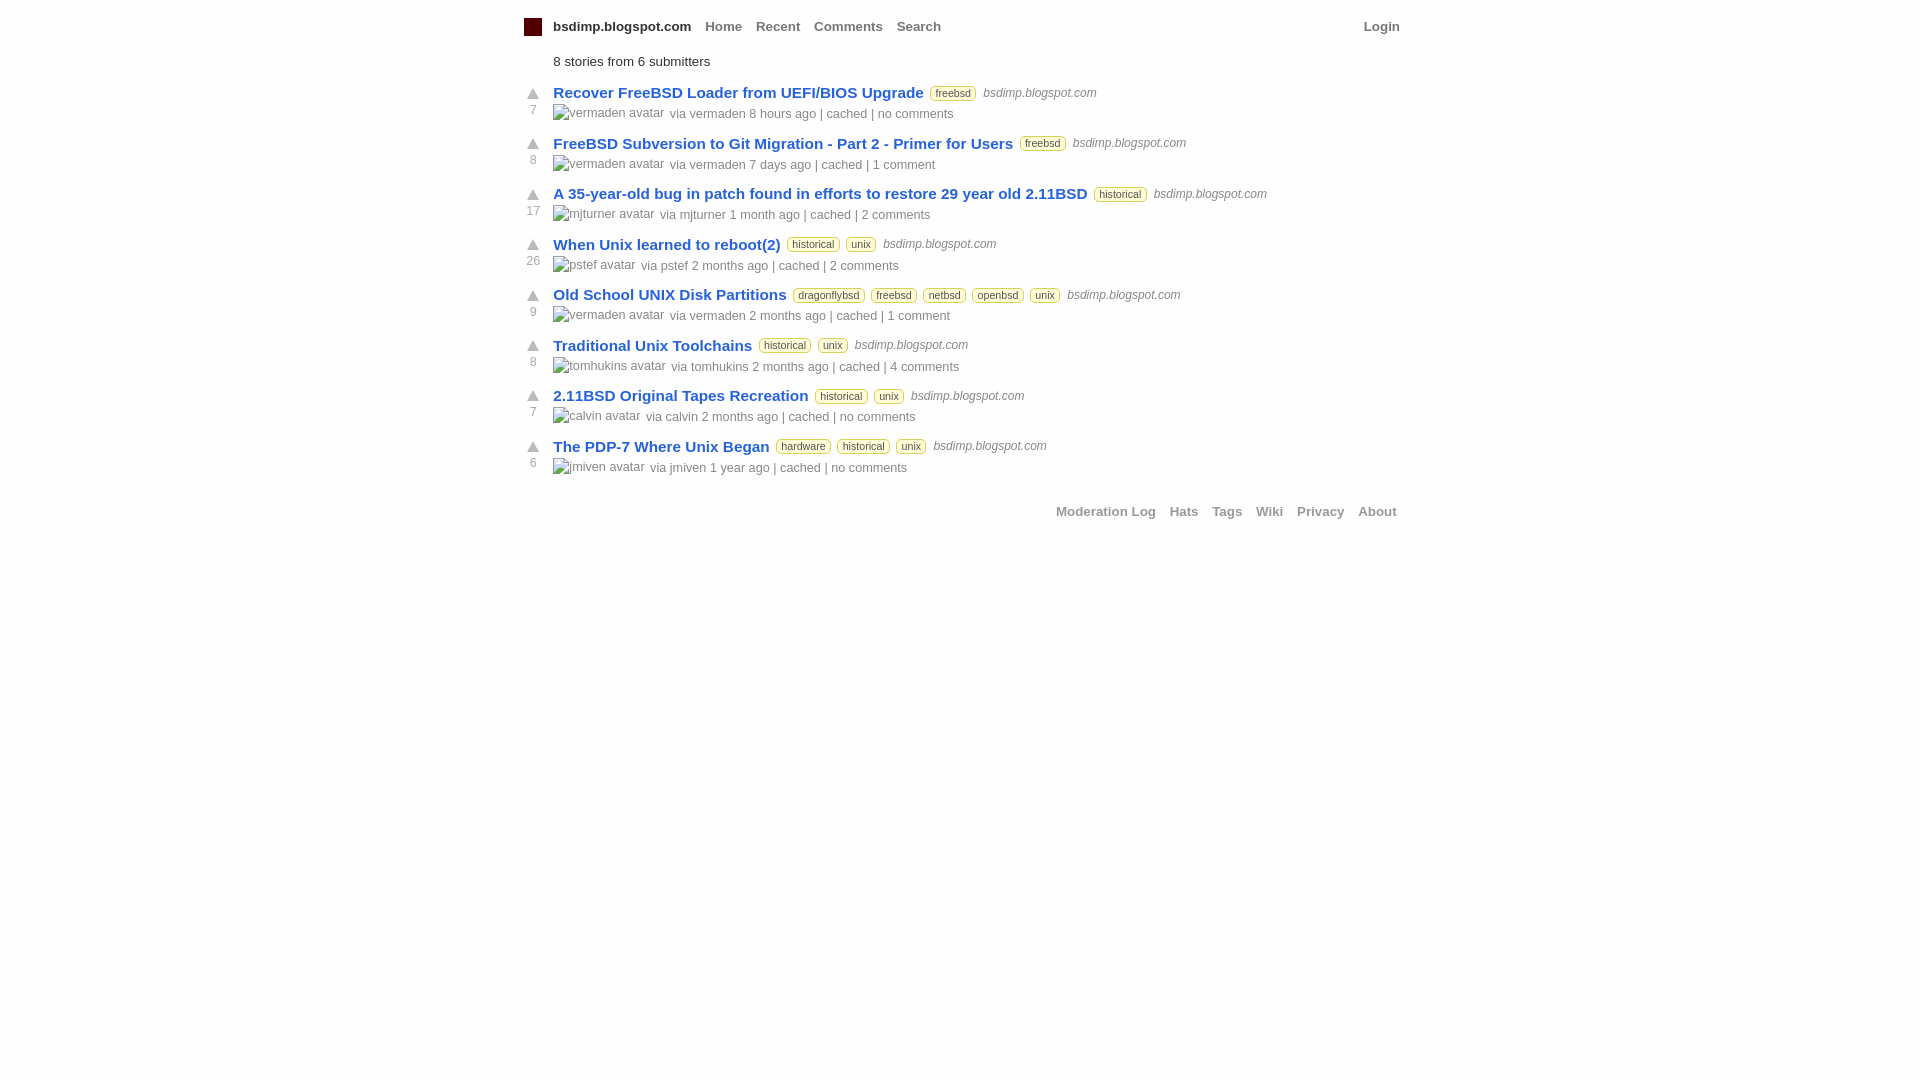 bsdimp.blogspot.com Home Recent Comments Search Login
8 stories from 6 submitters
Recover FreeBSD Loader from UEFI/BIOS Upgrade freebsd bsdimp.blogspot.com
7
vermaden avatar via vermaden 8 hours ago | cached | no comments
FreeBSD Subversion to Git Migration - Part 2 - Primer for Users freebsd bsdimp.blogspot.com
8
vermaden avatar via vermaden 7 days ago | cached | 1 comment
A 35-year-old bug in patch found in efforts to restore 29 year old 2.11BSD historical bsdimp.blogspot.com
17
mjturner avatar via mjturner 1 month ago | cached | 2 comments
When Unix learned to reboot(2) historical unix bsdimp.blogspot.com
26
pstef avatar via pstef 2 months ago | cached | 2 comments
Old School UNIX Disk Partitions dragonflybsd freebsd netbsd openbsd unix bsdimp.blogspot.com
9
vermaden avatar via vermaden 2 months ago | cached | 1 comment
Traditional Unix Toolchains historical unix bsdimp.blogspot.com
8
tomhukins avatar via tomhukins 2 months ago | cached | 4 comments
2.11BSD Original Tapes Recreation historical unix bsdimp.blogspot.com
7
calvin avatar via calvin 2 months ago | cached | no comments
The PDP-7 Where Unix Began hardware historical unix bsdimp.blogspot.com
6
jmiven avatar via jmiven 1 year ago | cached | no comments
Moderation Log Hats Tags Wiki Privacy About